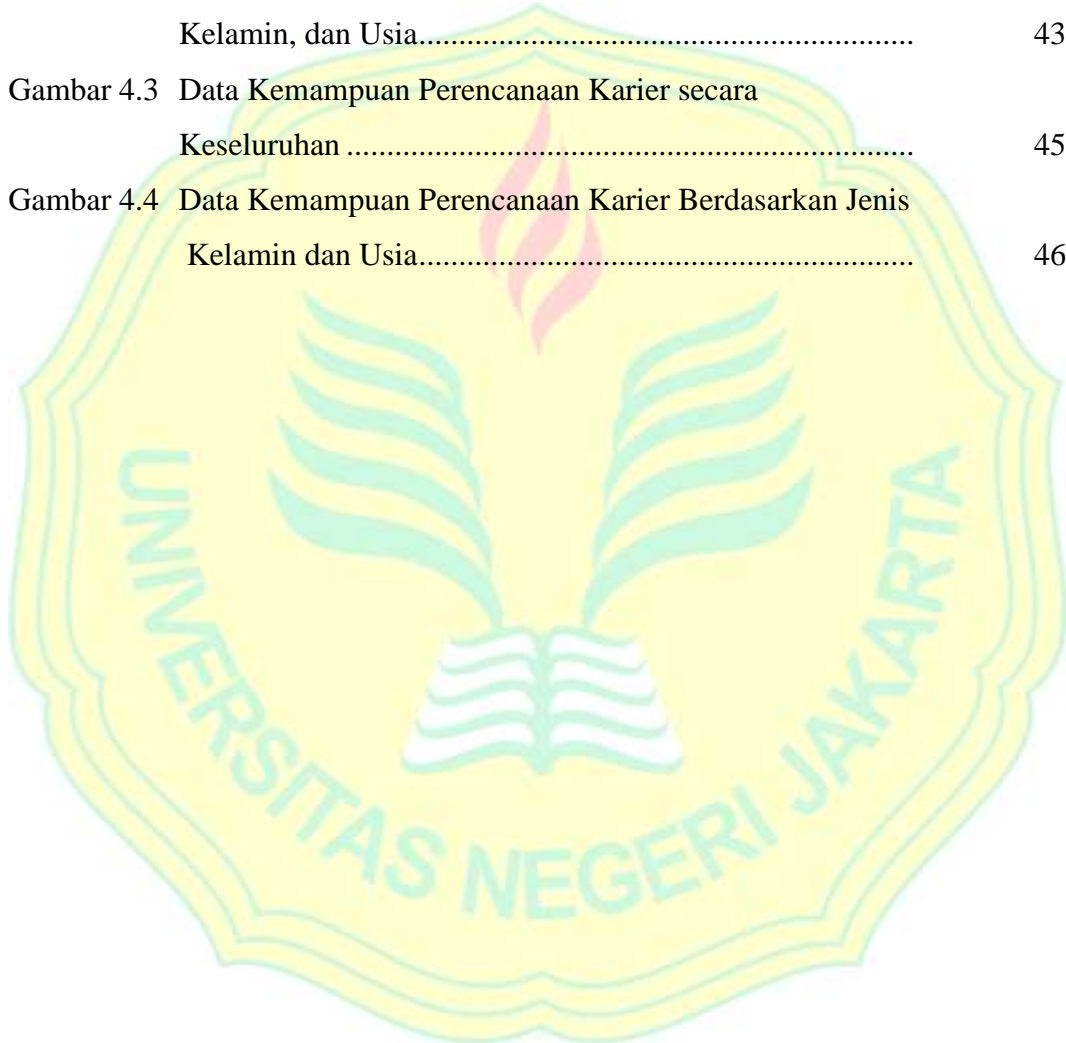 Kelamin, dan Usia.............................................................. 43
Gambar 4.3 Data Kemampuan Perencanaan Karier secara
Keseluruhan ....................................................................... 45
Gambar 4.4 Data Kemampuan Perencanaan Karier Berdasarkan Jenis
Kelamin dan Usia.............................................................. 46
UNIVERSITAS NEGERI JAKARTA